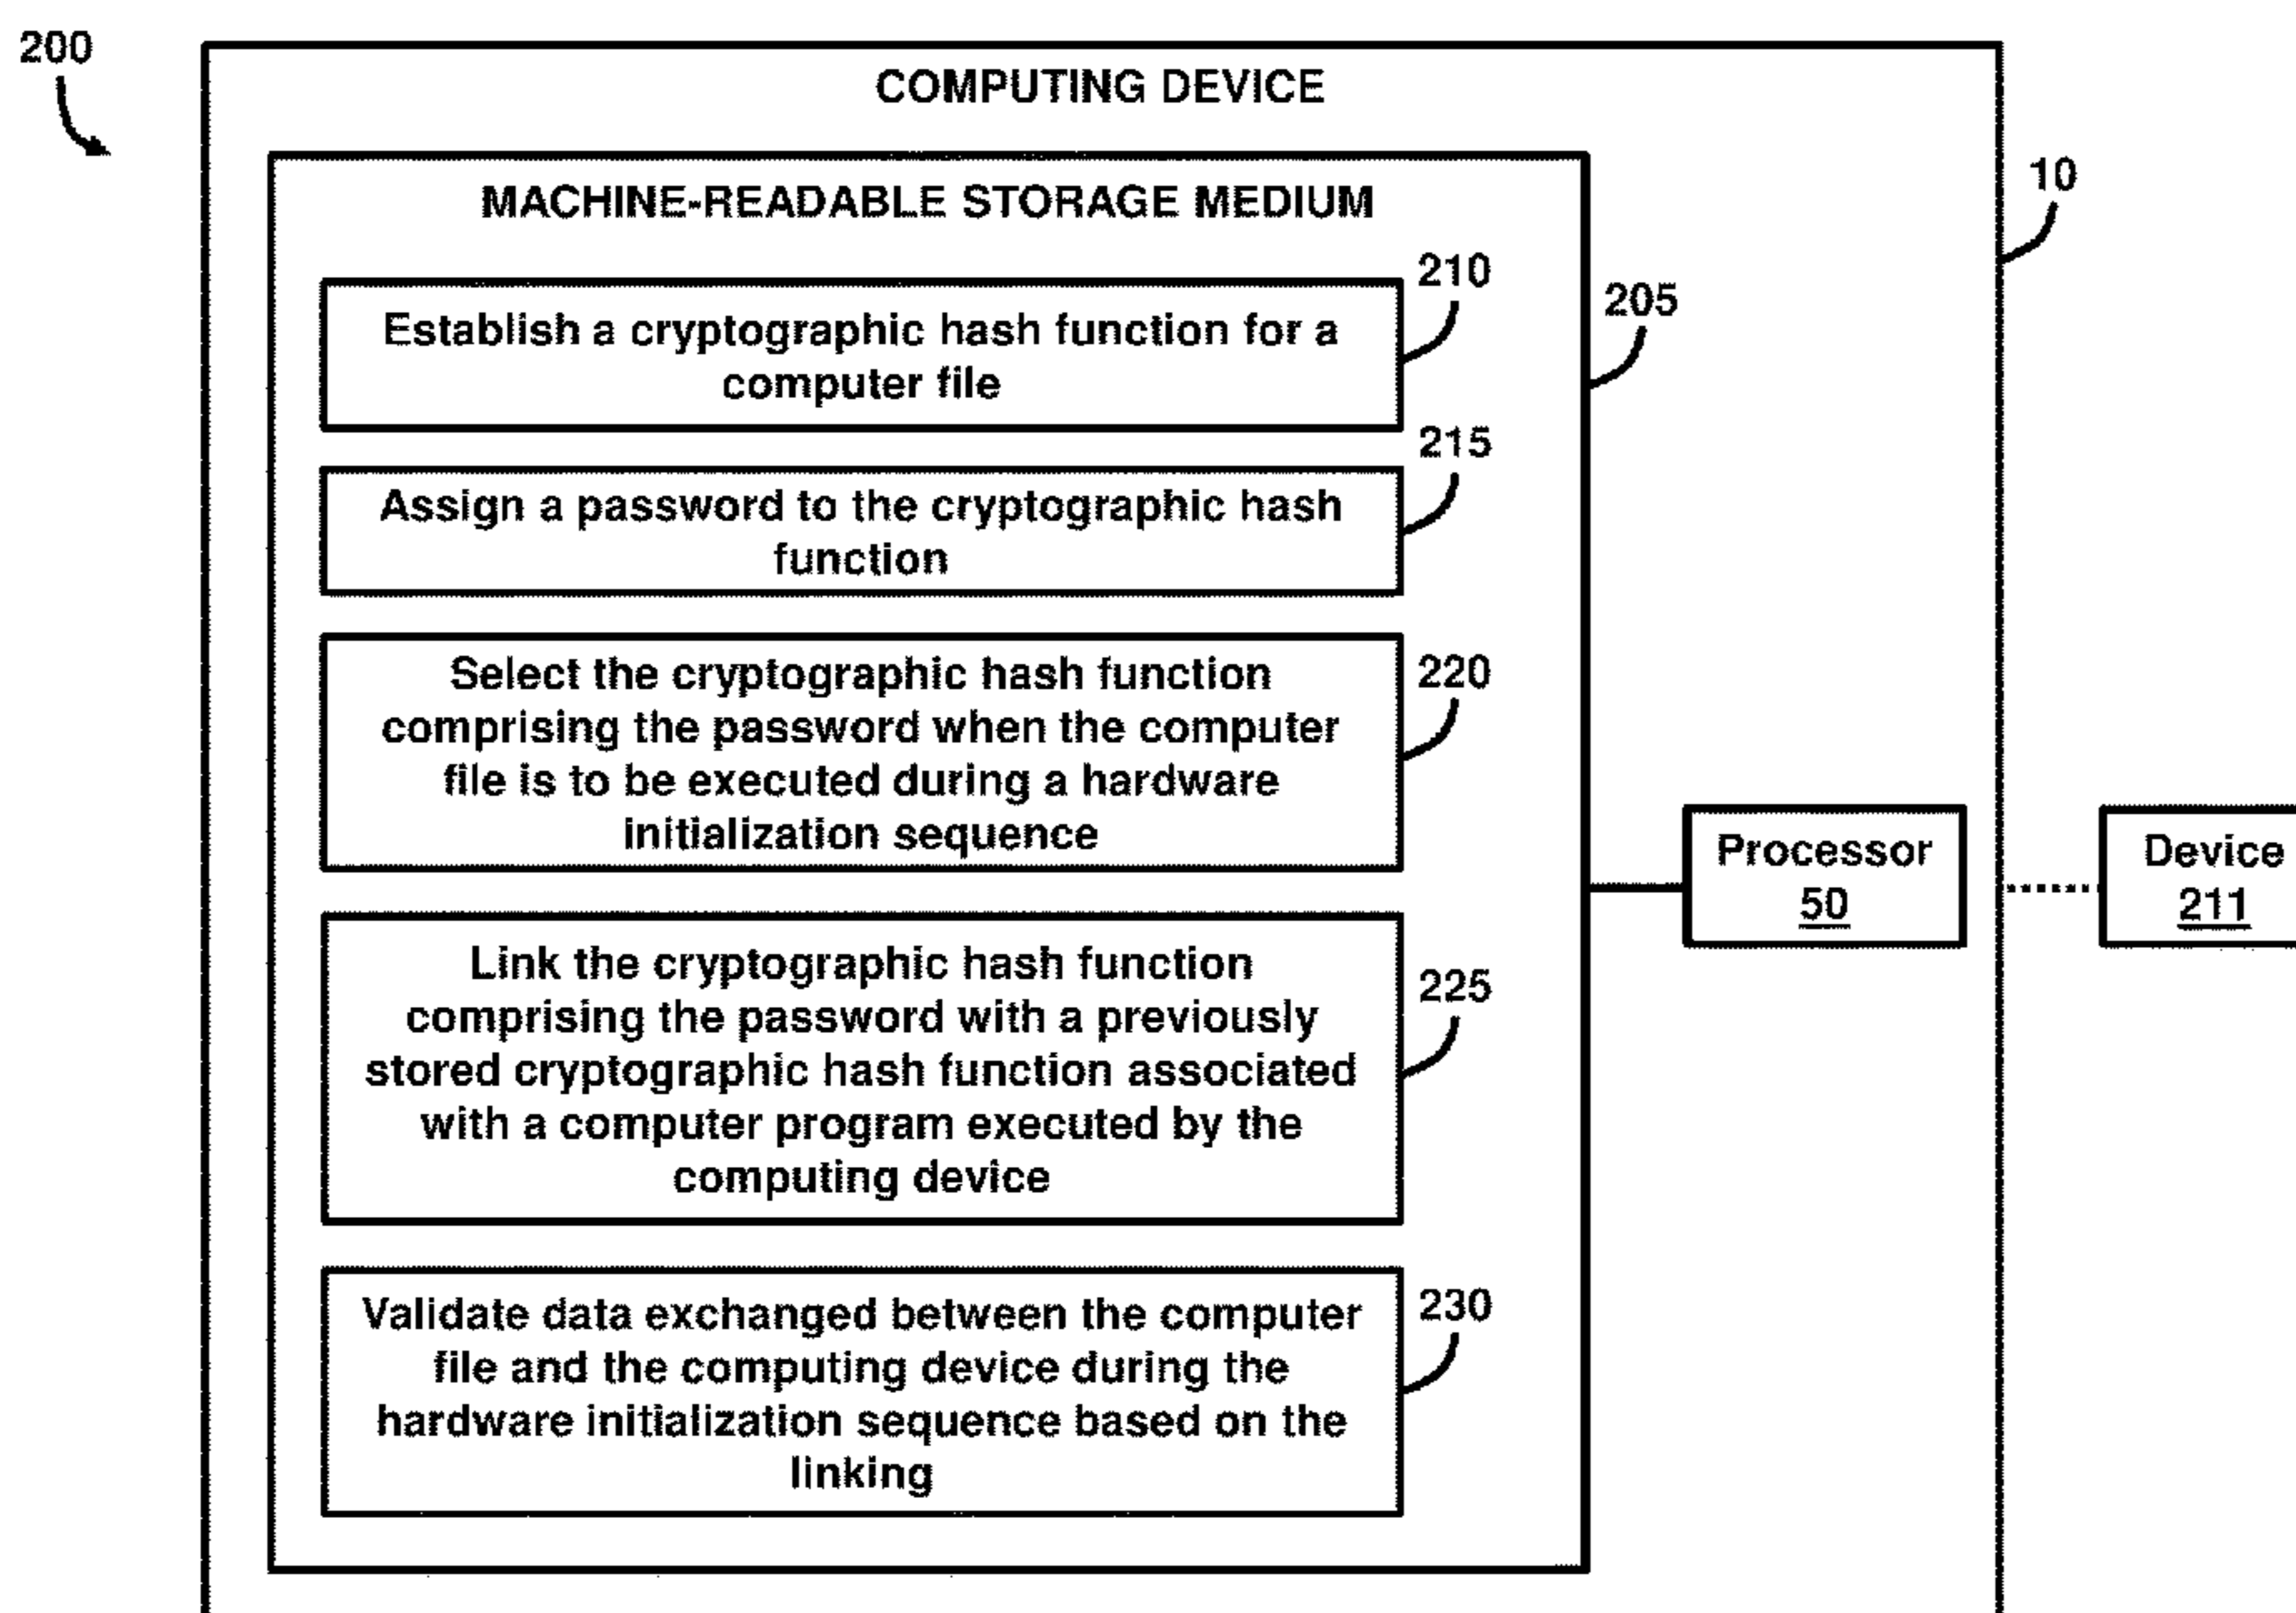 200
COMPUTING DEVICE
10
MACHINE-READABLE STORAGE MEDIUM
205
210
Establish a cryptographic hash function for a
computer file
215
Assign a password to the cryptographic hash
function
220
Select the cryptographic hash function
comprising the password when the computer
file is to be executed during a hardware
initialization sequence
225
Link the cryptographic hash function
comprising the password with a previously
stored cryptographic hash function associated
with a computer program executed by the
computing device
230
Validate data exchanged between the computer
file and the computing device during the
hardware initialization sequence based on the
linking
Processor
50
Device
211